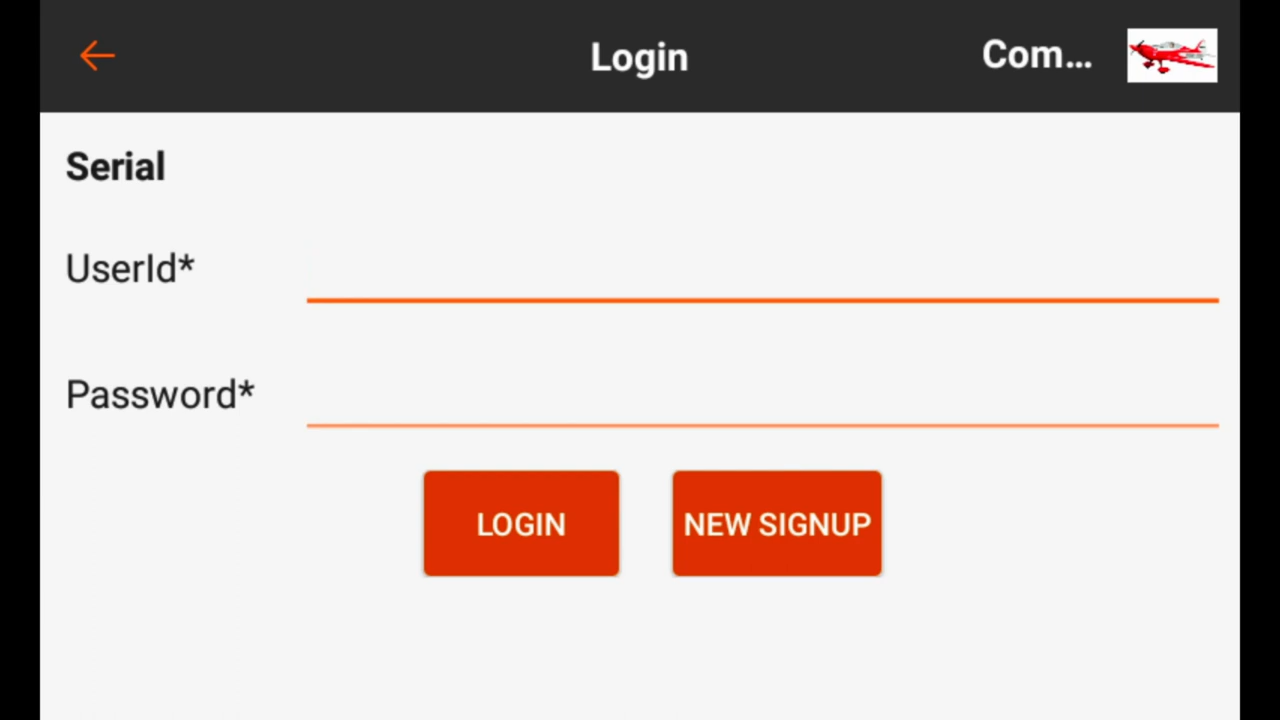 Login
Com...
Serial
UserId*
Password*
LOGIN
NEW SIGNUP